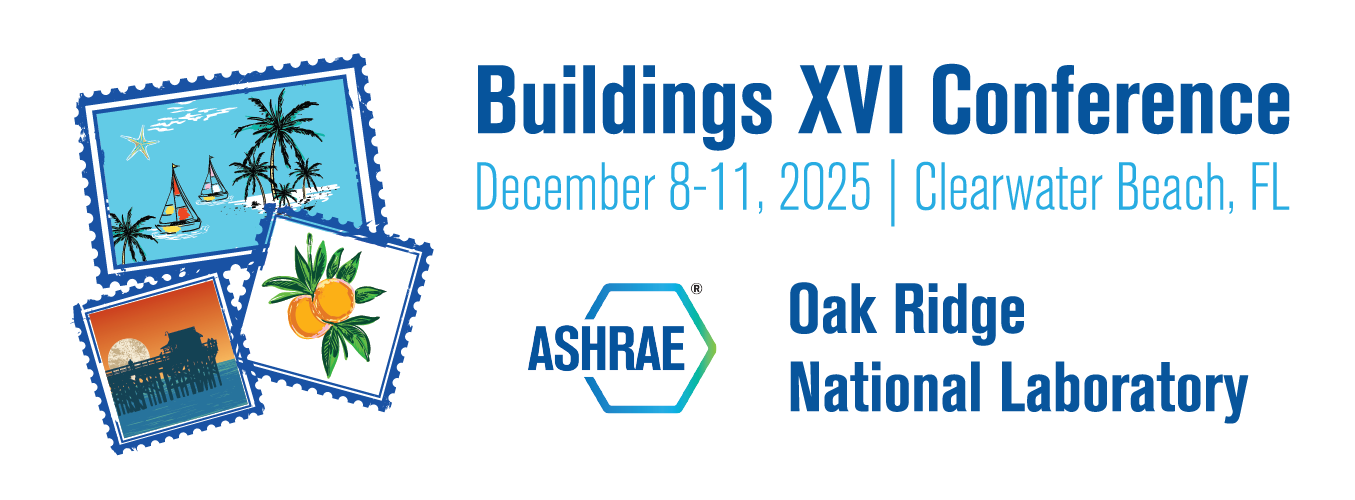 Buildings XVI Conference
December 8-11, 2025 | Clearwater Beach, FL
ASHRAE®
Oak Ridge
National Laboratory